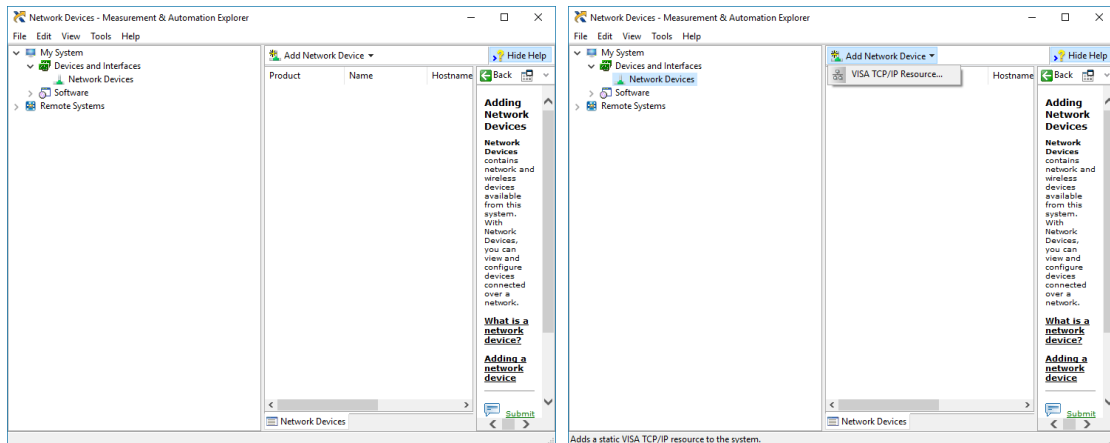 Network Devices - Measurement & Automation Explorer
File Edit View Tools Help
My System
Devices and Interfaces
Network Devices
Software
Remote Systems
Add Network Device
Hide Help
Product Name Hostname
Back
Adding
Network
Devices
Network
Devices
contains
network and
wireless
devices
available
from this
system.
With
Network
Devices,
you can
view and
configure
devices
connected
over a
network.
What is a
network
device?
Adding a
network
device
Submit
Network Devices
Network Devices - Measurement & Automation Explorer
File Edit View Tools Help
My System
Devices and Interfaces
Network Devices
Software
Remote Systems
Add Network Device
Hide Help
VISA TCP/IP Resource...
Hostname
Back
Adding
Network
Devices
Network
Devices
contains
network and
wireless
devices
available
from this
system.
With
Network
Devices,
you can
view and
configure
devices
connected
over a
network.
What is a
network
device?
Adding a
network
device
Submit
Network Devices
Adds a static VISA TCP/IP resource to the system.